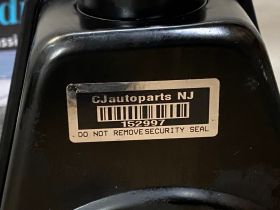 CJautoparts NJ
152997
DO NOT REMOVE SECURITY SEAL